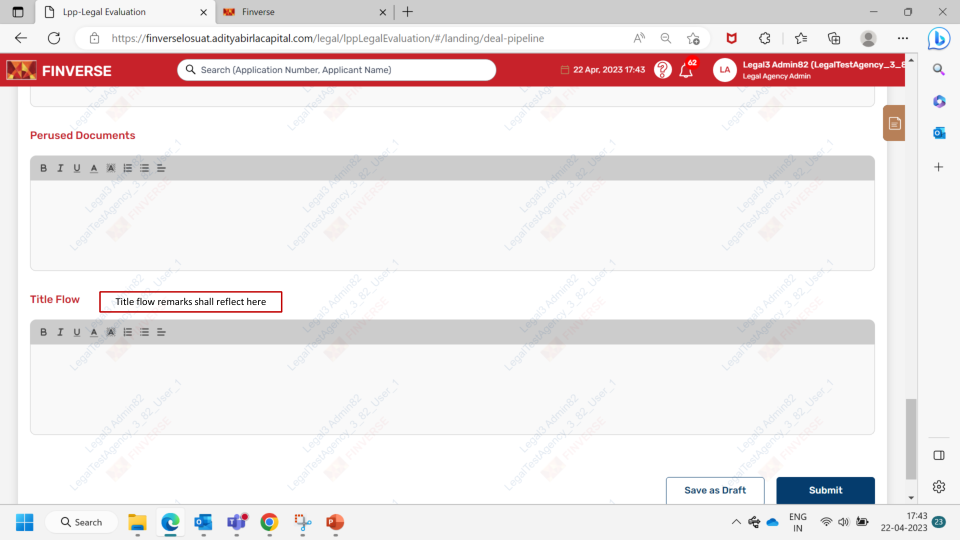 Lpp-Legal Evaluation
Finverse
https://finverselosuat.adityabirlacapital.com/legal/lppLegalEvaluation/#/landing/deal-pipeline
FINVERSE
Search (Application Number, Applicant Name)
22 Apr, 2023 17:43
62
LA
Legal3 Admin82 (LegalTestAgency_3_8
Legal Agency Admin
Perused Documents
B I U A A
Title Flow
Title flow remarks shall reflect here
B I U A A
Legal3 Admin82
LegalTestAgency_3_82_User_1
FINVERSE
Save as Draft
Submit
Search
ENG
IN
17:43
22-04-2023
23